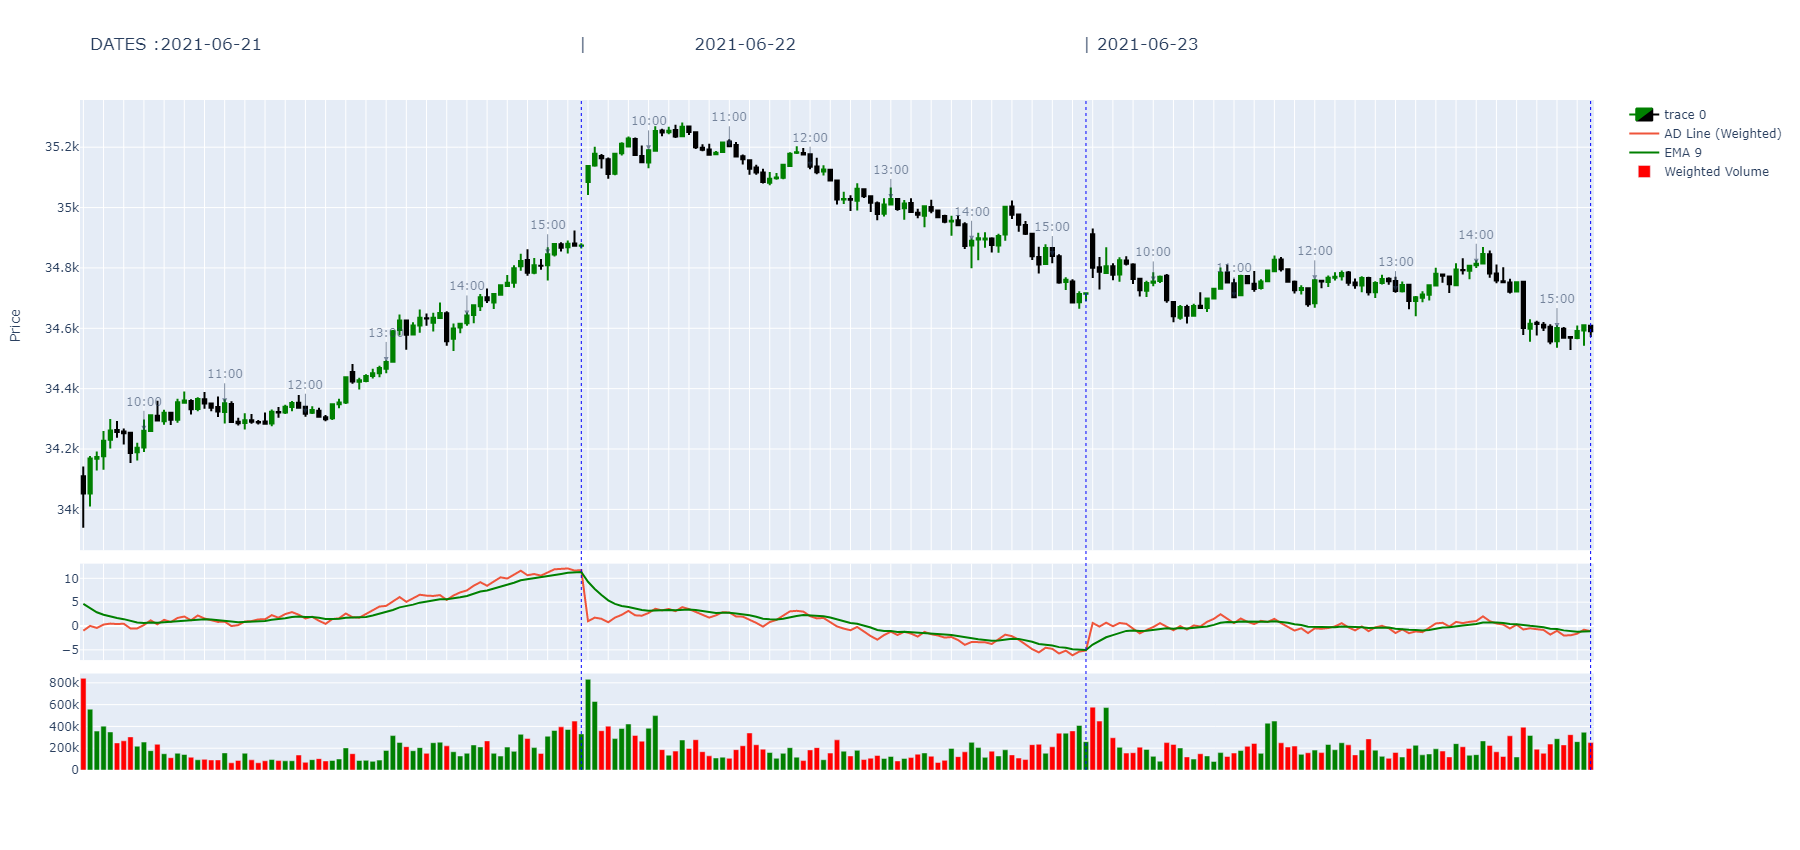 DATES :2021-06-21 | 2021-06-22 | 2021-06-23
trace 0
AD Line (Weighted)
EMA 9
Weighted Volume
Price
35.2k
35k
34.8k
34.6k
34.4k
34.2k
34k
10:00
11:00
12:00
13:00
14:00
15:00
10:00
11:00
12:00
13:00
14:00
15:00
10:00
11:00
12:00
13:00
14:00
15:00
10
5
0
−5
800k
600k
400k
200k
0